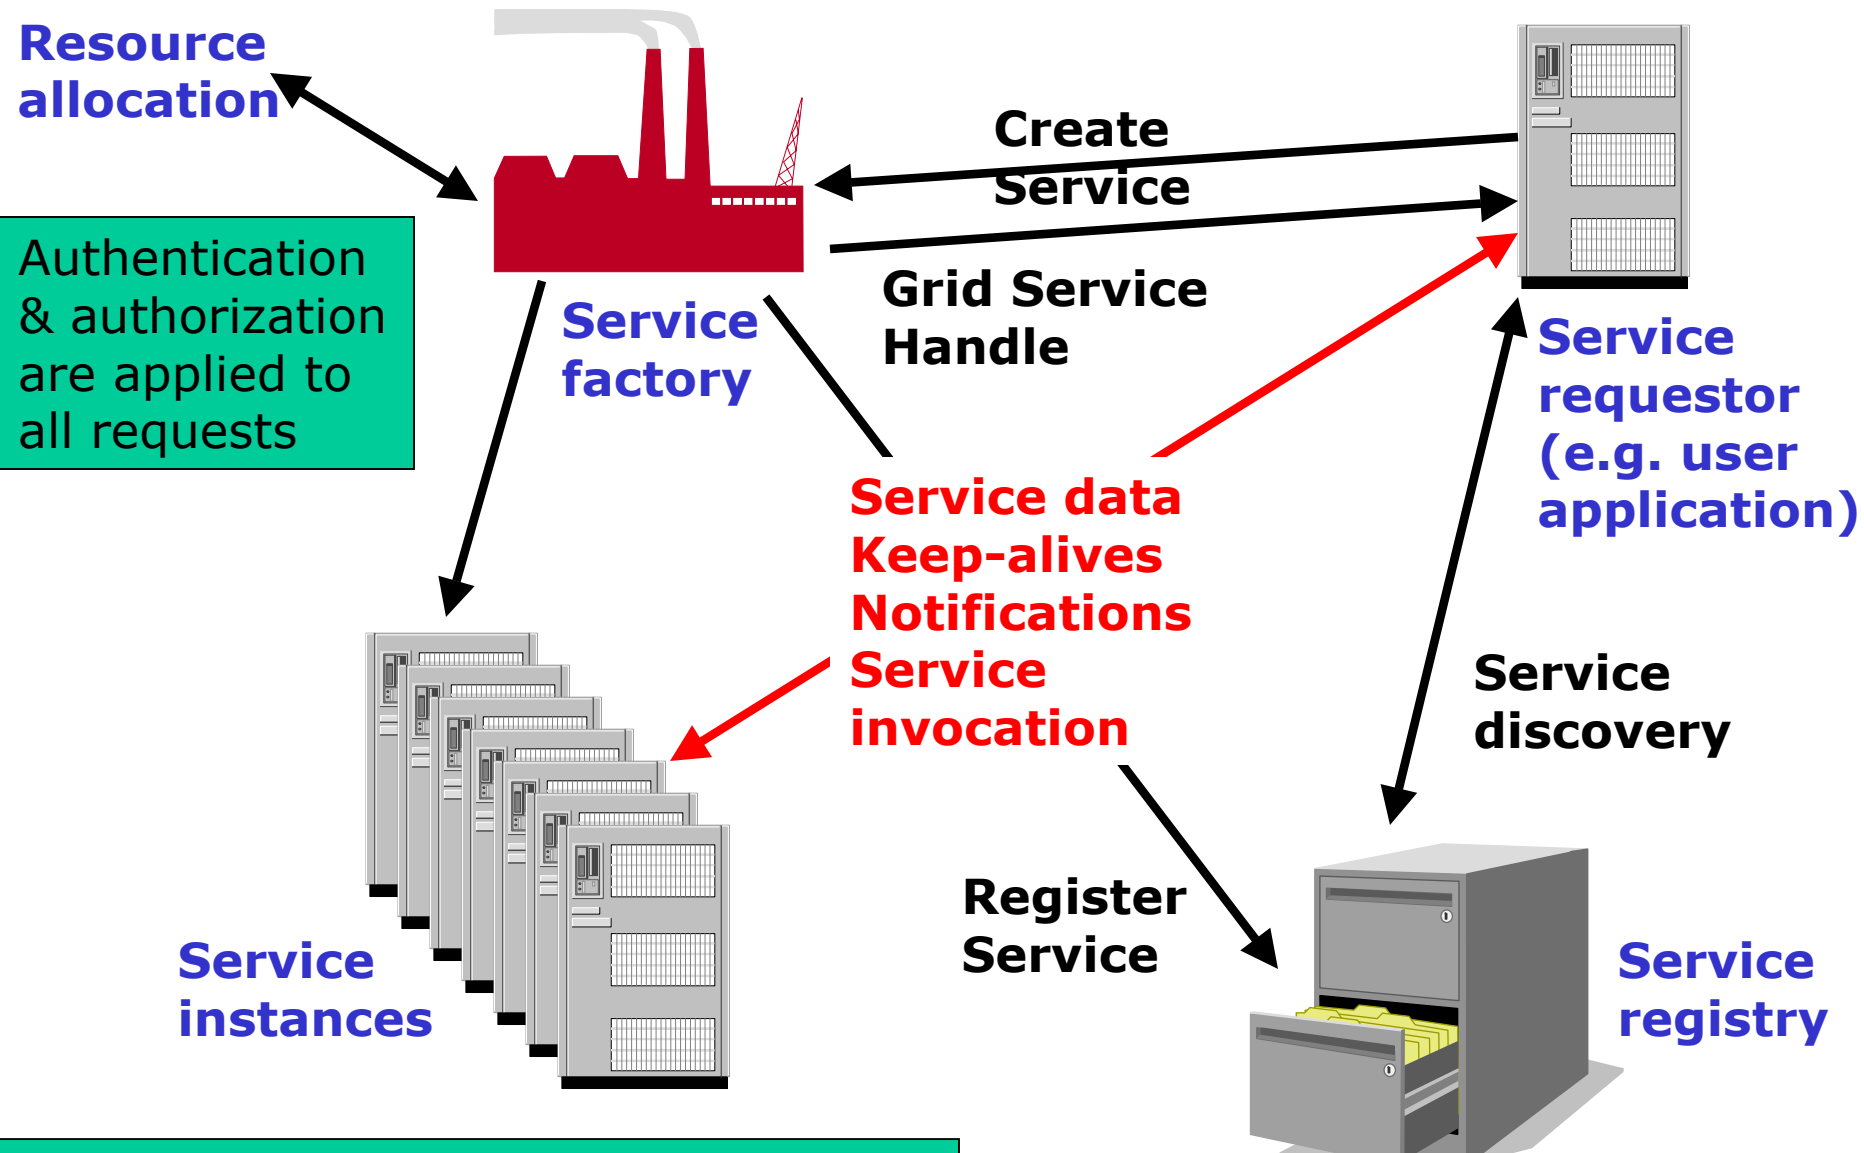 Resource
allocation
Create
Service
Authentication
& authorization
are applied to
all requests
Grid Service
Handle
Service
factory
Service
requestor
(e.g. user
application)
Service data
Keep-alives
Notifications
Service
invocation
Service
discovery
Register
Service
Service
instances
Service
registry